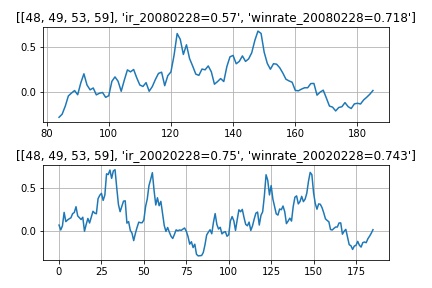 [[48, 49, 53, 59], 'ir_20080228=0.57', 'winrate_20080228=0.718']
0.5
0.0
80 100 120 140 160 180
[[48, 49, 53, 59], 'ir_20020228=0.75', 'winrate_20020228=0.743']
0.5
0.0
0 25 50 75 100 125 150 175